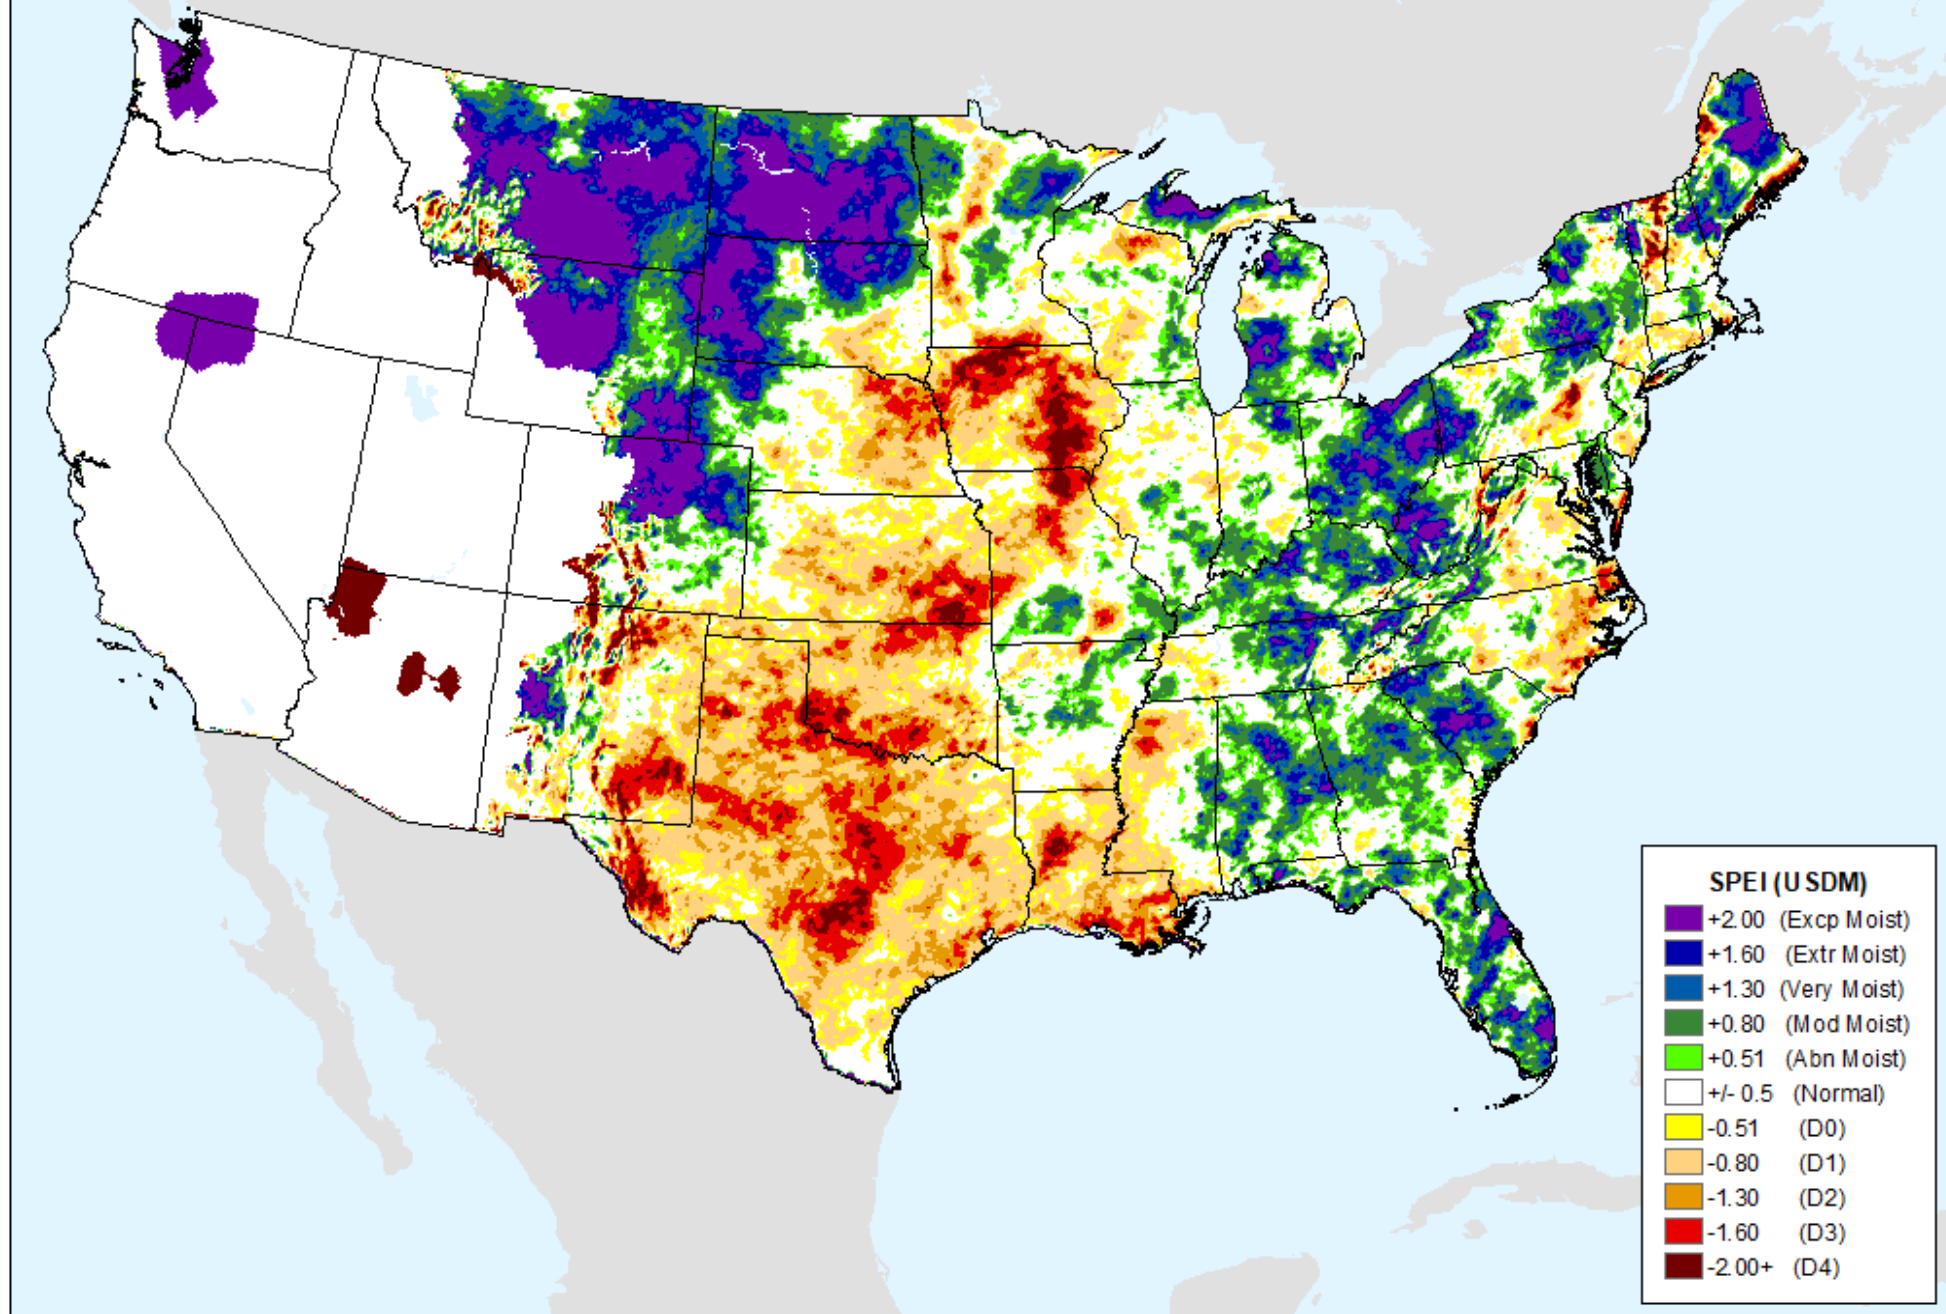 SPEI (USDM)
+2.00 (Excp Moist)
+1.60 (Extr Moist)
+1.30 (Very Moist)
+0.80 (Mod Moist)
+0.51 (Abn Moist)
+/- 0.5 (Normal)
-0.51 (D0)
-0.80 (D1)
-1.30 (D2)
-1.60 (D3)
-2.00+ (D4)